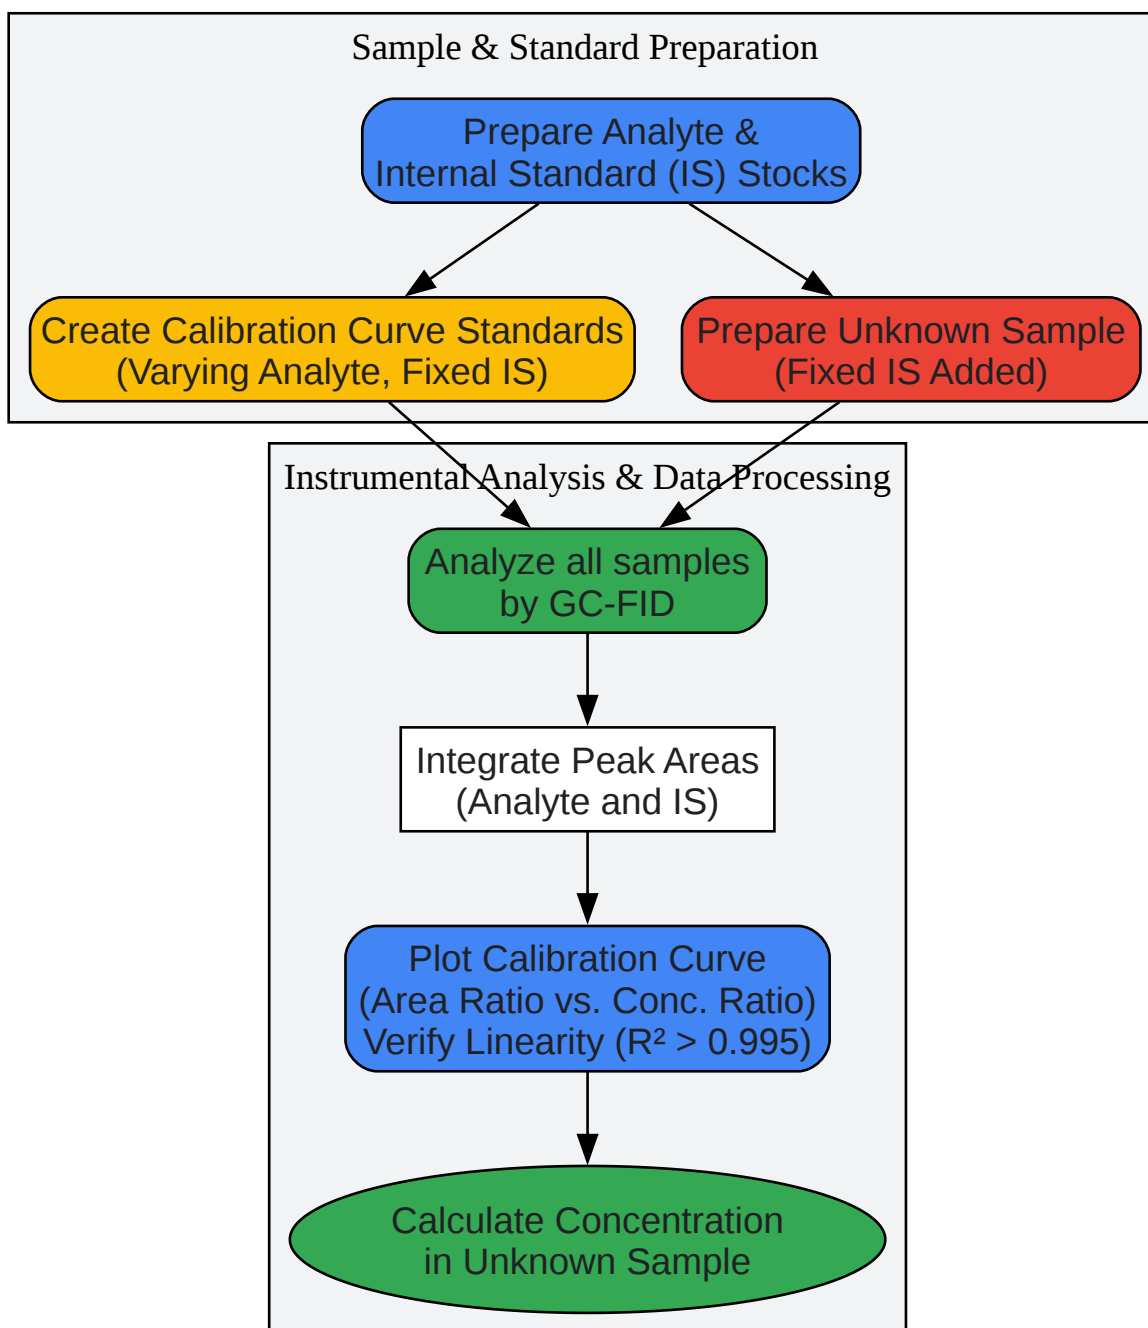 Sample & Standard Preparation
Prepare Analyte &
Internal Standard (IS) Stocks
Create Calibration Curve Standards
(Varying Analyte, Fixed IS)
Prepare Unknown Sample
(Fixed IS Added)
Instrumental Analysis & Data Processing
Analyze all samples
by GC-FID
Integrate Peak Areas
(Analyte and IS)
Plot Calibration Curve
(Area Ratio vs. Conc. Ratio)
Verify Linearity (R² > 0.995)
Calculate Concentration
in Unknown Sample